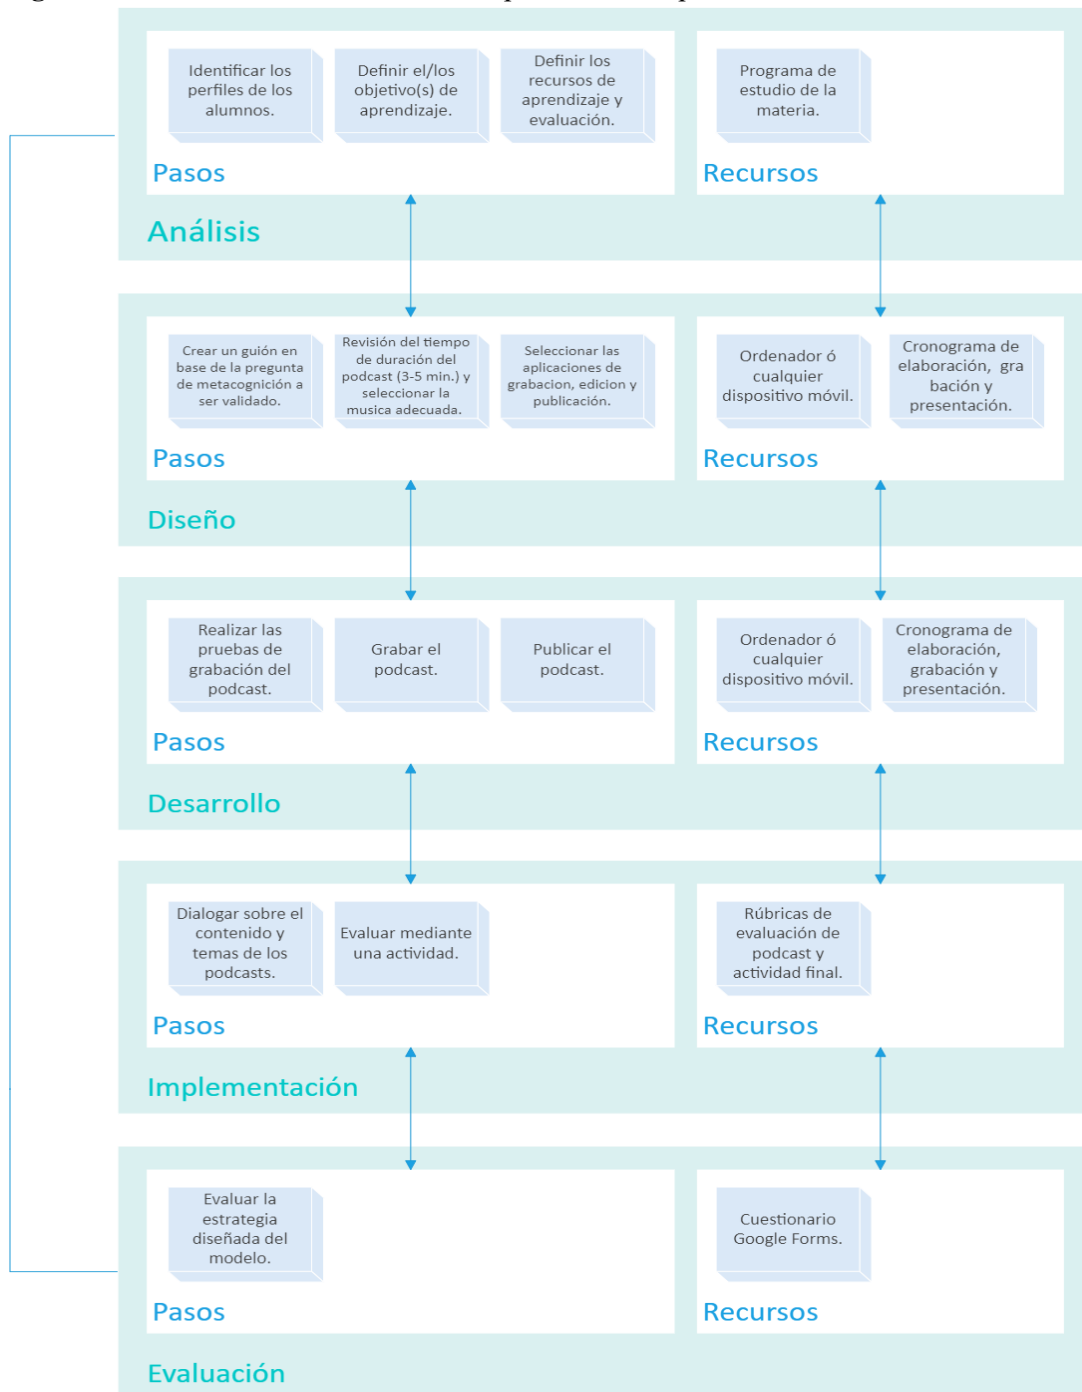 Identificar los
perfiles de los
alumnos.
Definir el/los
objetivo(s) de
aprendizaje.
Definir los
recursos de
aprendizaje y
evaluación.
Pasos
Programa de
estudio de la
materia.
Recursos
Análisis
Crear un guión en
base de la pregunta
de metacognición a
ser validado.
Revisión del tiempo
de duración del
podcast (3-5 min.) y
seleccionar la
musica adecuada.
Seleccionar las
aplicaciones de
grabacion, edicion y
publicación.
Pasos
Ordenador ó
cualquier
dispositivo móvil.
Cronograma de
elaboración, gra
bación y
presentación.
Recursos
Diseño
Realizar las
pruebas de
grabación del
podcast.
Grabar el
podcast.
Publicar el
podcast.
Pasos
Ordenador ó
cualquier
dispositivo móvil.
Cronograma de
elaboración,
grabación y
presentación.
Recursos
Desarrollo
Dialogar sobre el
contenido y
temas de los
podcasts.
Evaluar mediante
una actividad.
Pasos
Rúbricas de
evaluación de
podcast y
actividad final.
Recursos
Implementación
Evaluar la
estrategia
diseñada del
modelo.
Pasos
Cuestionario
Google Forms.
Recursos
Evaluación